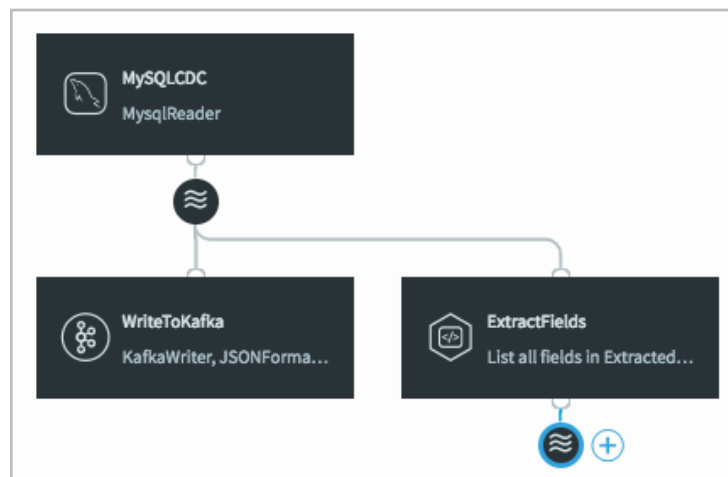 MySQLCDC
MysqlReader
WriteToKafka
KafkaWriter, JSONForma...
ExtractFields
</>
List all fields in Extracted...